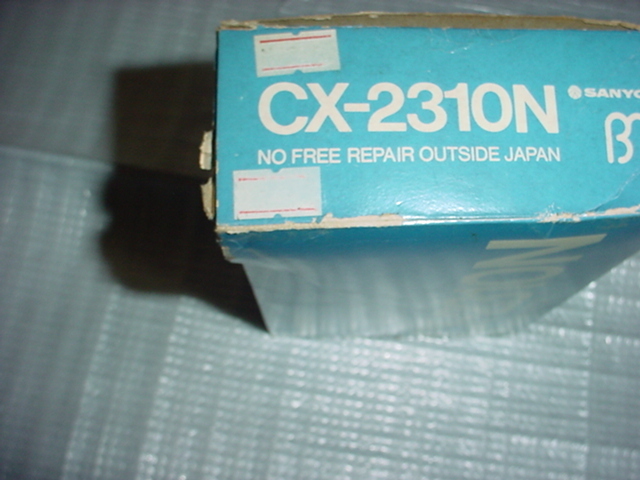 CX-2310N
SANYO
NO FREE REPAIR OUTSIDE JAPAN